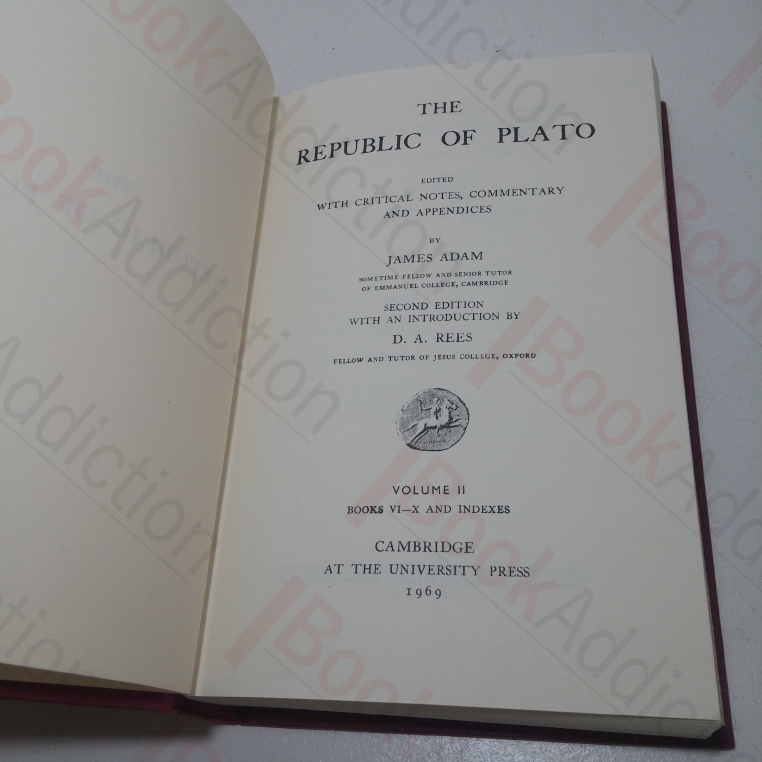 THE
REPUBLIC OF PLATO
EDITED
WITH CRITICAL NOTES, COMMENTARY
AND APPENDICES
BY
JAMES ADAM
SOMETIME FELLOW AND SENIOR TUTOR
OF EMMANUEL COLLEGE, CAMBRIDGE
SECOND EDITION
WITH AN INTRODUCTION BY
D. A. REES
FELLOW AND TUTOR OF JESUS COLLEGE, OXFORD
VOLUME II
BOOKS VI—X AND INDEXES
CAMBRIDGE
AT THE UNIVERSITY PRESS
1969
BookAddiction